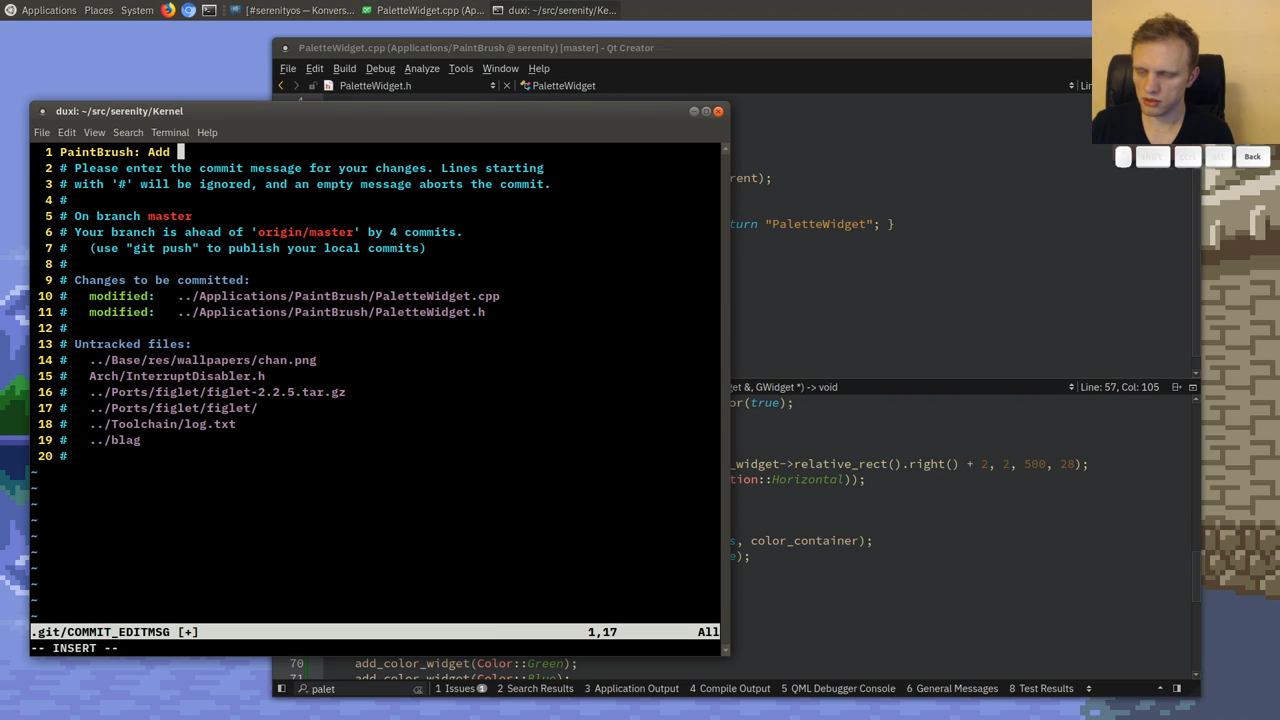 Applications Places System [#serenityos — Konvers... PaletteWidget.cpp (Ap... duxi: ~/src/serenity/Ke...
PaletteWidget.cpp (Applications/PaintBrush @ serenity) [master] - Qt Creator
File Edit Build Debug Analyze Tools Window Help
PaletteWidget.h PaletteWidget Lin
4
duxi: ~/src/serenity/Kernel
File Edit View Search Terminal Help
shift ctrl alt Back
1 PaintBrush: Add
2 # Please enter the commit message for your changes. Lines starting
3 # with '#' will be ignored, and an empty message aborts the commit.
4 #
rent);
5 #
6 # On branch master
7 # Your branch is ahead of 'origin/master' by 4 commits.
turn "PaletteWidget"; }
8 # (use "git push" to publish your local commits)
9 # Changes to be committed:
10 # modified: ../Applications/PaintBrush/PaletteWidget.cpp
11 # modified: ../Applications/PaintBrush/PaletteWidget.h
12 #
13 # Untracked files:
14 # ../Base/res/wallpapers/chan.png
15 # Arch/InterruptDisabler.h
16 # ../Ports/figlet/figlet-2.2.5.tar.gz
17 # ../Ports/figlet/figlet/
18 # ../Toolchain/log.txt
19 # ../blag
20 #
get &, GWidget *) -> void Line: 57, Col: 105
or(true);
_widget->relative_rect().right() + 2, 2, 500, 28);
tion::Horizontal));
s, color_container);
e);
~
~
~
~
~
~
~
~
~
~
.git/COMMIT_EDITMSG [+] 1,17 All
-- INSERT --
70 add_color_widget(Color::Green);
71 add_color_widget(Color::Blue);
palet 1 Issues 1 2 Search Results 3 Application Output 4 Compile Output 5 QML Debugger Console 6 General Messages 8 Test Results